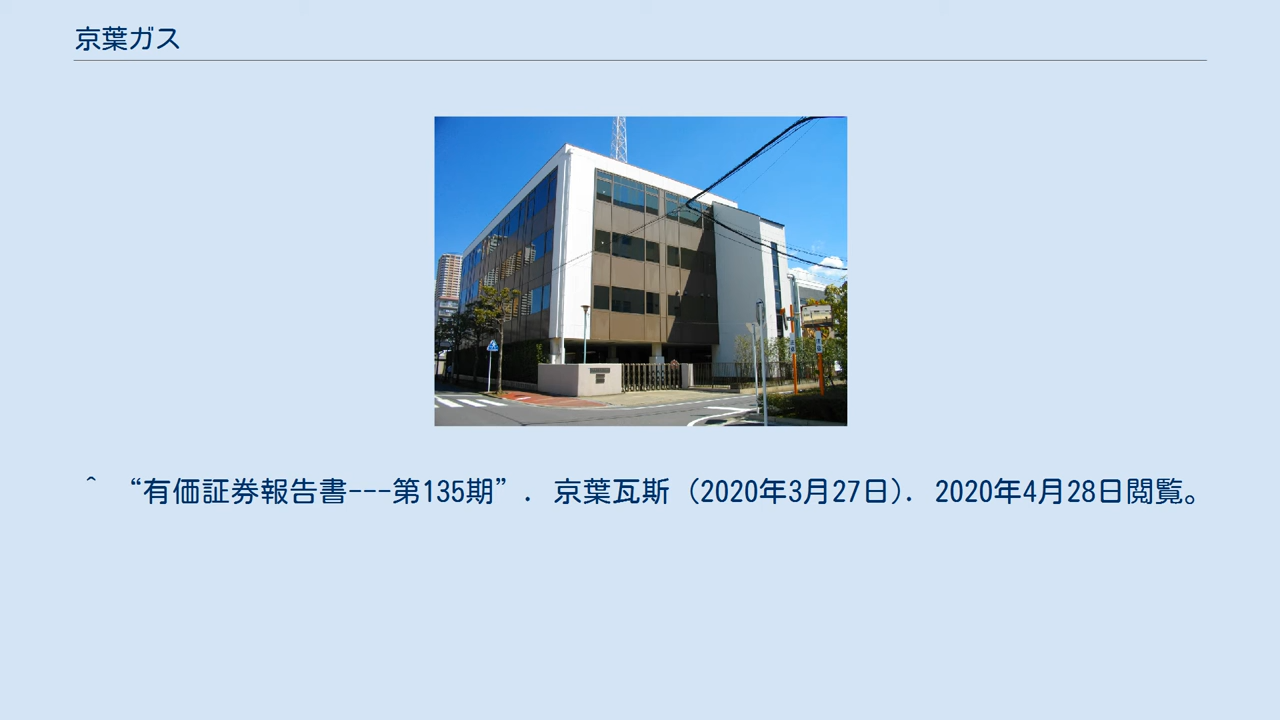 京葉ガス
^ “有価証券報告書---第135期”. 京葉瓦斯 (2020年3月27日). 2020年4月28日閲覧。